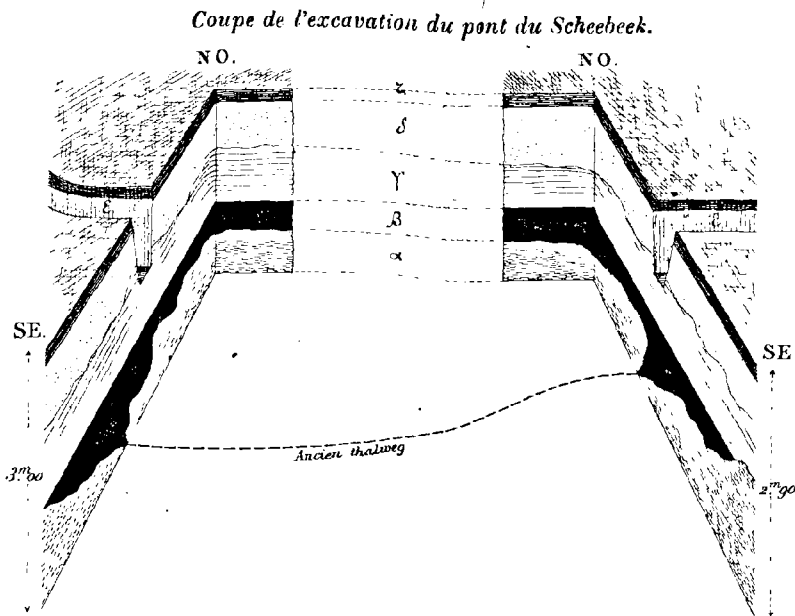 Coupe de l'excavation du pont du Scheebeek.
NO.
NO.
ζ
δ
γ
β
α
ε
ε
SE.
SE
Ancien thalweg
3.ᵐ00
2.ᵐ90